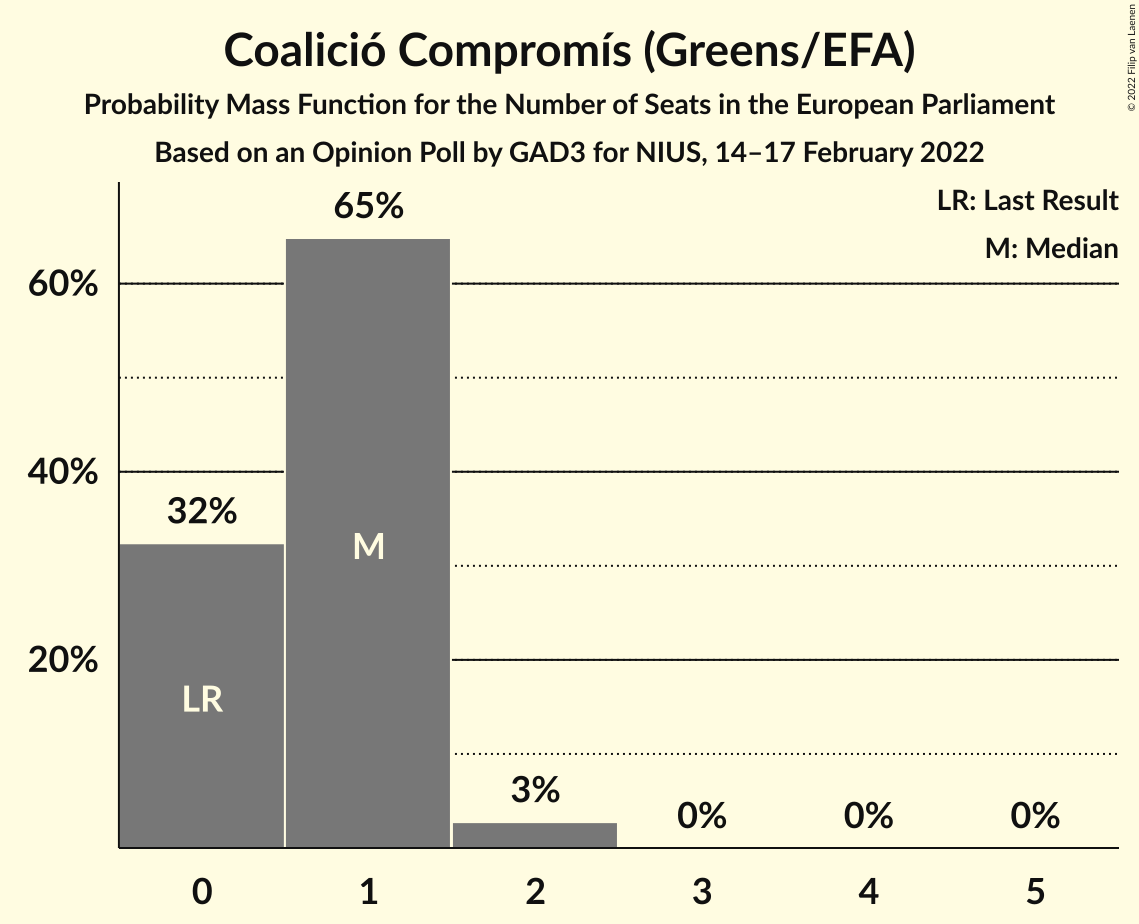 Coalició Compromís (Greens/EFA)
Probability Mass Function for the Number of Seats in the European Parliament
Based on an Opinion Poll by GAD3 for NIUS, 14–17 February 2022
© 2022 Filip van Laenen
LR: Last Result
M: Median
65%
60%
40%
32%
M
20%
LR
3%
0%
0%
0%
0
1
2
3
4
5